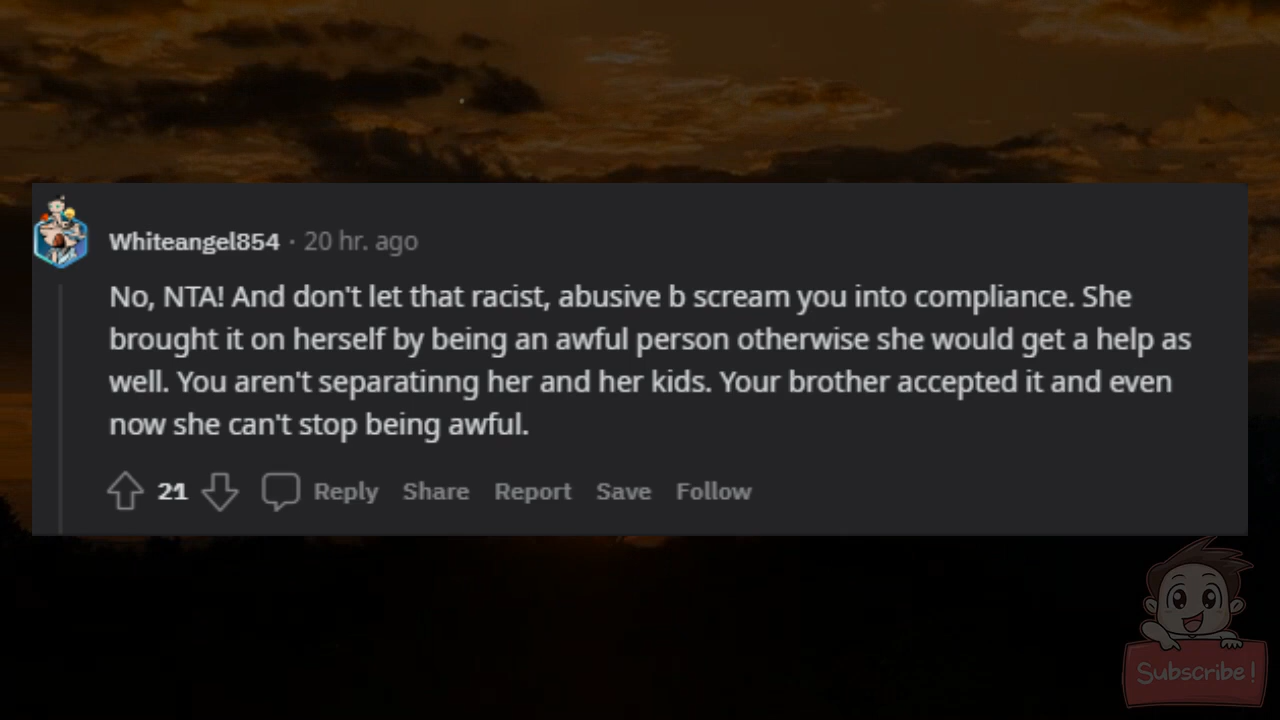 Whiteangel854 · 20 hr. ago
No, NTA! And don't let that racist, abusive b scream you into compliance. She
brought it on herself by being an awful person otherwise she would get a help as
well. You aren't separatinng her and her kids. Your brother accepted it and even
now she can't stop being awful.
21 Reply Share Report Save Follow
Subscribe!